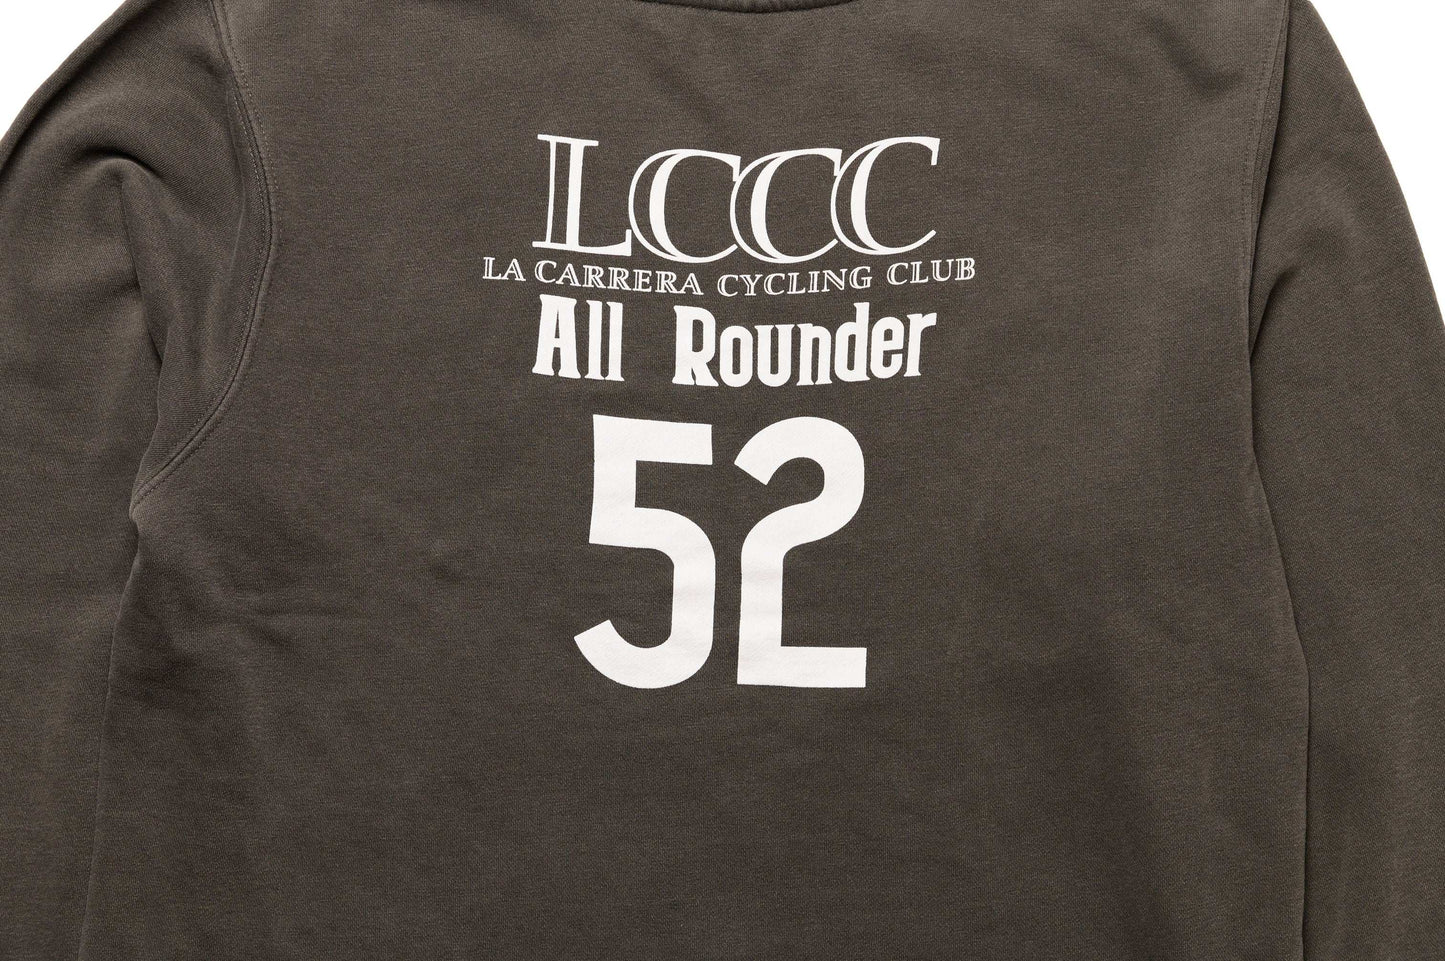 LCCC
LA CARRERA CYCLING CLUB
All Rounder
52